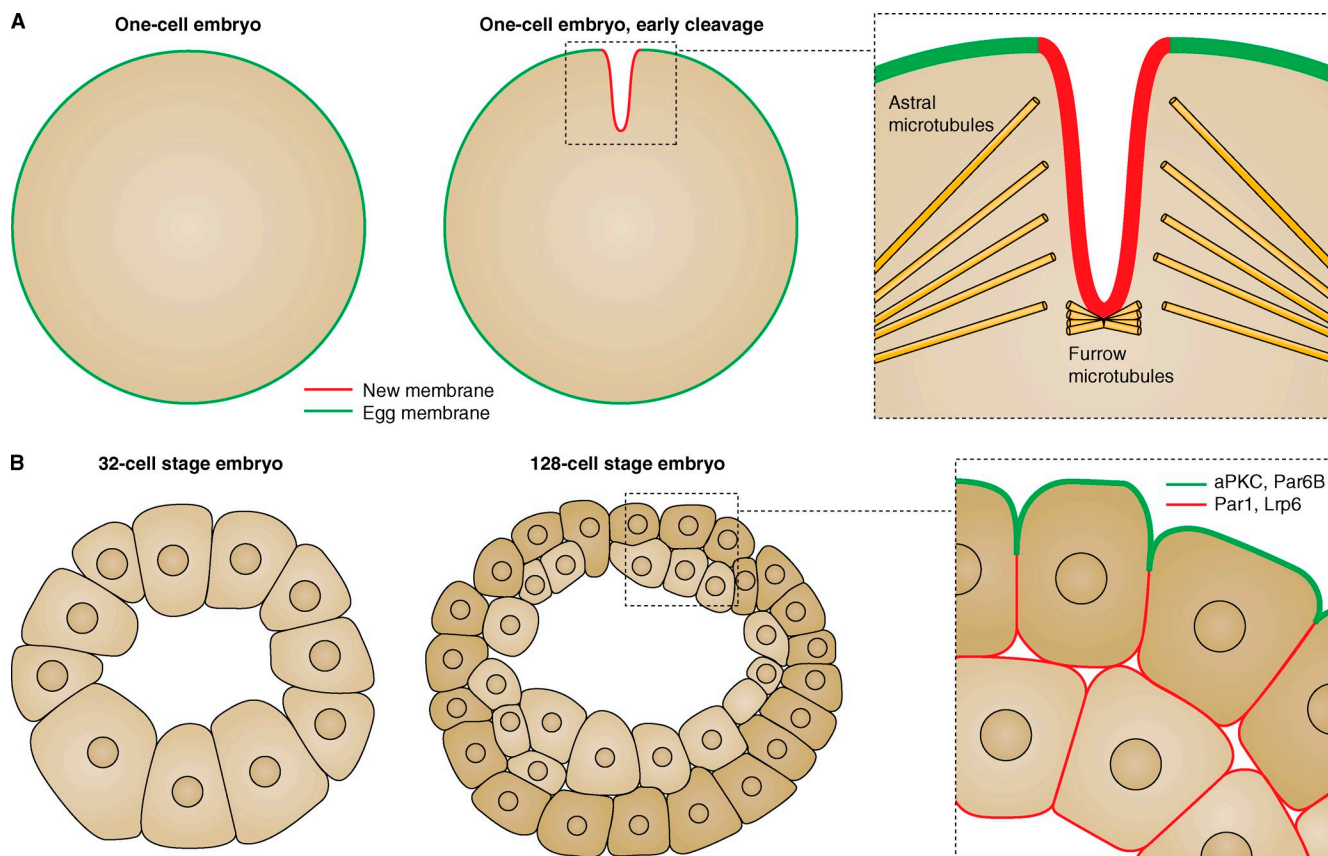 A
One-cell embryo
One-cell embryo, early cleavage
Astral
microtubules
Furrow
microtubules
New membrane
Egg membrane
B
32-cell stage embryo
128-cell stage embryo
aPKC, Par6B
Par1, Lrp6